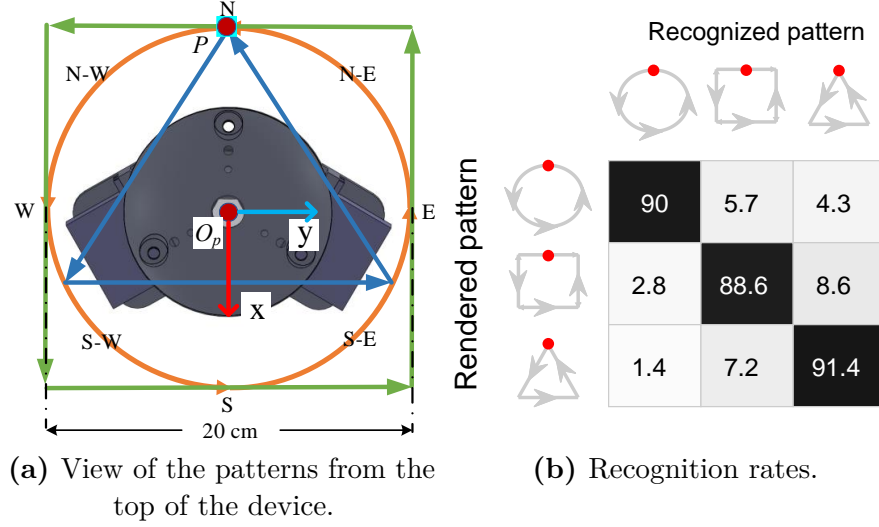 N
P
N-W
N-E
W
E
O_p
y
x
S-W
S-E
S
20 cm
(a) View of the patterns from the
top of the device.
Recognized pattern
Rendered pattern
90 5.7 4.3
2.8 88.6 8.6
1.4 7.2 91.4
(b) Recognition rates.